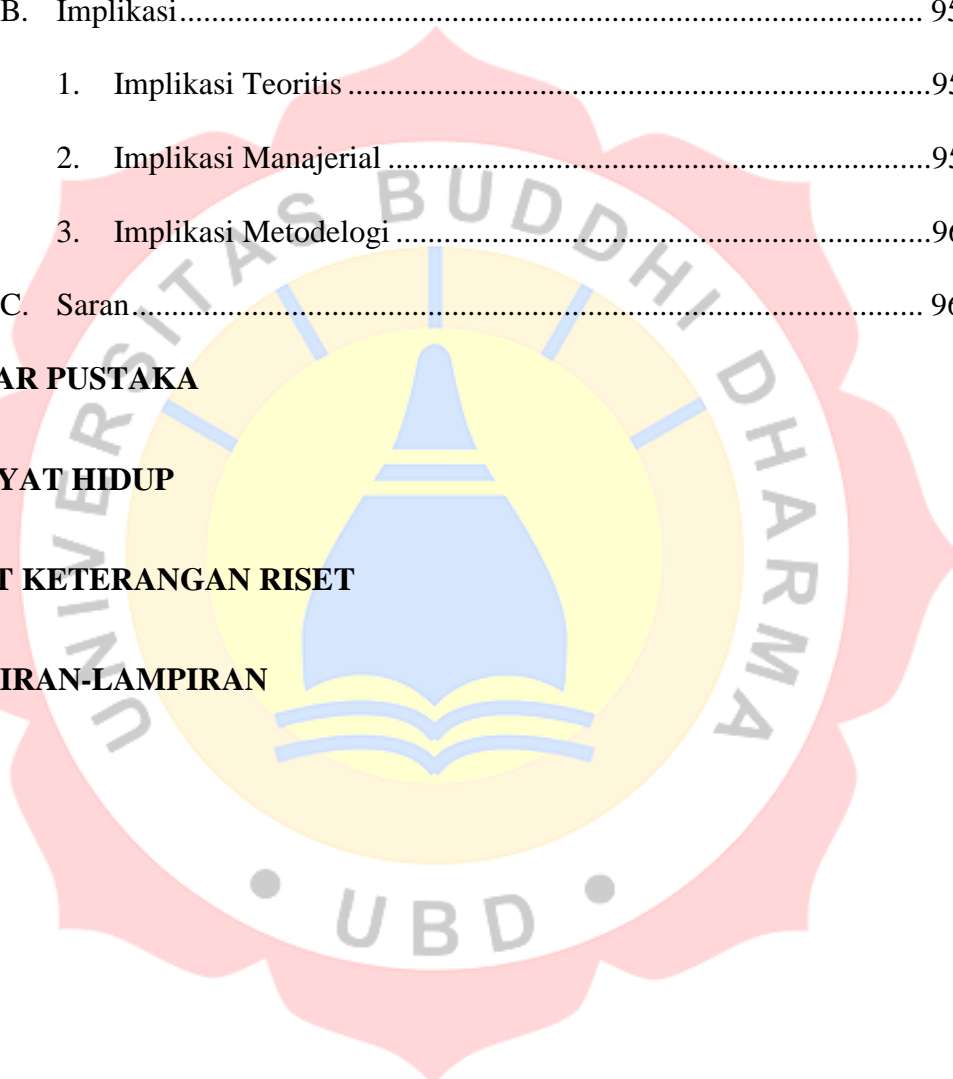 B. Implikasi.......................................................................................... 95
1. Implikasi Teoritis.......................................................................95
2. Implikasi Manajerial..................................................................95
3. Implikasi Metodelogi.................................................................96
C. Saran............................................................................................... 96
AR PUSTAKA
YAT HIDUP
T KETERANGAN RISET
IRAN-LAMPIRAN
UNIVERSITAS BUDDHI DHARMA
• UBD •